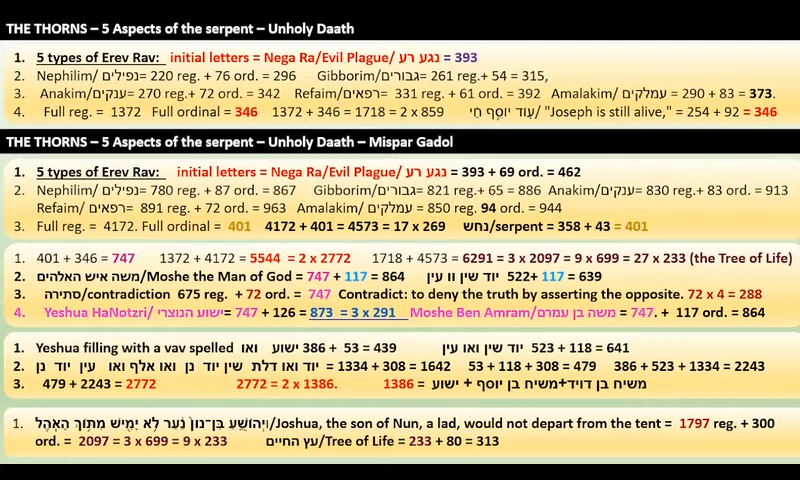 THE THORNS – 5 Aspects of the serpent – Unholy Daath
1. 5 types of Erev Rav: initial letters = Nega Ra/Evil Plague/ נגע רע = 393
2. Nephilim/ נפילים = 220 reg. + 76 ord. = 296 Gibborim/גבורים = 261 reg.+ 54 = 315,
3. Anakim/ענקים = 270 reg.+ 72 ord. = 342 Refaim/ רפאים = 331 reg.+ 61 ord. = 392 Amalakim/ עמלקים = 290 + 83 = 373.
4. Full reg. = 1372 Full ordinal = 346 1372 + 346 = 1718 = 2 x 859 עוֹד יוֹסֵף חַי/ "Joseph is still alive," = 254 + 92 = 346
THE THORNS – 5 Aspects of the serpent – Unholy Daath – Mispar Gadol
1. 5 types of Erev Rav: initial letters = Nega Ra/Evil Plague/ נגע רע = 393 + 69 ord. = 462
2. Nephilim/ נפילים = 780 reg. + 87 ord. = 867 Gibborim/גבורים = 821 reg.+ 65 = 886 Anakim/ענקים = 830 reg.+ 83 ord. = 913
Refaim/ רפאים = 891 reg. + 72 ord. = 963 Amalakim/ עמלקים = 850 reg. 94 ord. = 944
3. Full reg. = 4172. Full ordinal = 401 4172 + 401 = 4573 = 17 x 269 נחש/serpent = 358 + 43 = 401
1. 401 + 346 = 747 1372 + 4172 = 5544 = 2 x 2772 1718 + 4573 = 6291 = 3 x 2097 = 9 x 699 = 27 x 233 (the Tree of Life)
2. משה איש האלהים/Moshe the Man of God = 747 + 117 = 864 יוד שין וו עין 522+ 117 = 639
3. סתירה/contradiction 675 reg. + 72 ord. = 747 Contradict: to deny the truth by asserting the opposite. 72 x 4 = 288
4. Yeshua HaNotzri/ ישוע הנוצרי = 747 + 126 = 873 = 3 x 291 Moshe Ben Amram/משה בן עמרם = 747. + 117 ord. = 864
1. Yeshua filling with a vav spelled ואו ישוע 386 + 53 = 439 יוד שין ואו עין 523 + 118 = 641
2. יוד ואו דלת שין יוד נן ואו אלף ואו עין יוד נן = 1334 + 308 = 1642 53 + 118 + 308 = 479 386 + 523 + 1334 = 2243
3. 479 + 2243 = 2772 2772 = 2 x 1386. 1386 = משיח בן דויד+משיח בן יוסף + ישוע
1. וִיהוֹשֻׁעַ בִּן־נוּן נַעַר לֹא יָמִישׁ מִתּוֹךְ הָאֹהֶל/Joshua, the son of Nun, a lad, would not depart from the tent = 1797 reg. + 300
ord. = 2097 = 3 x 699 = 9 x 233 עץ החיים/Tree of Life = 233 + 80 = 313